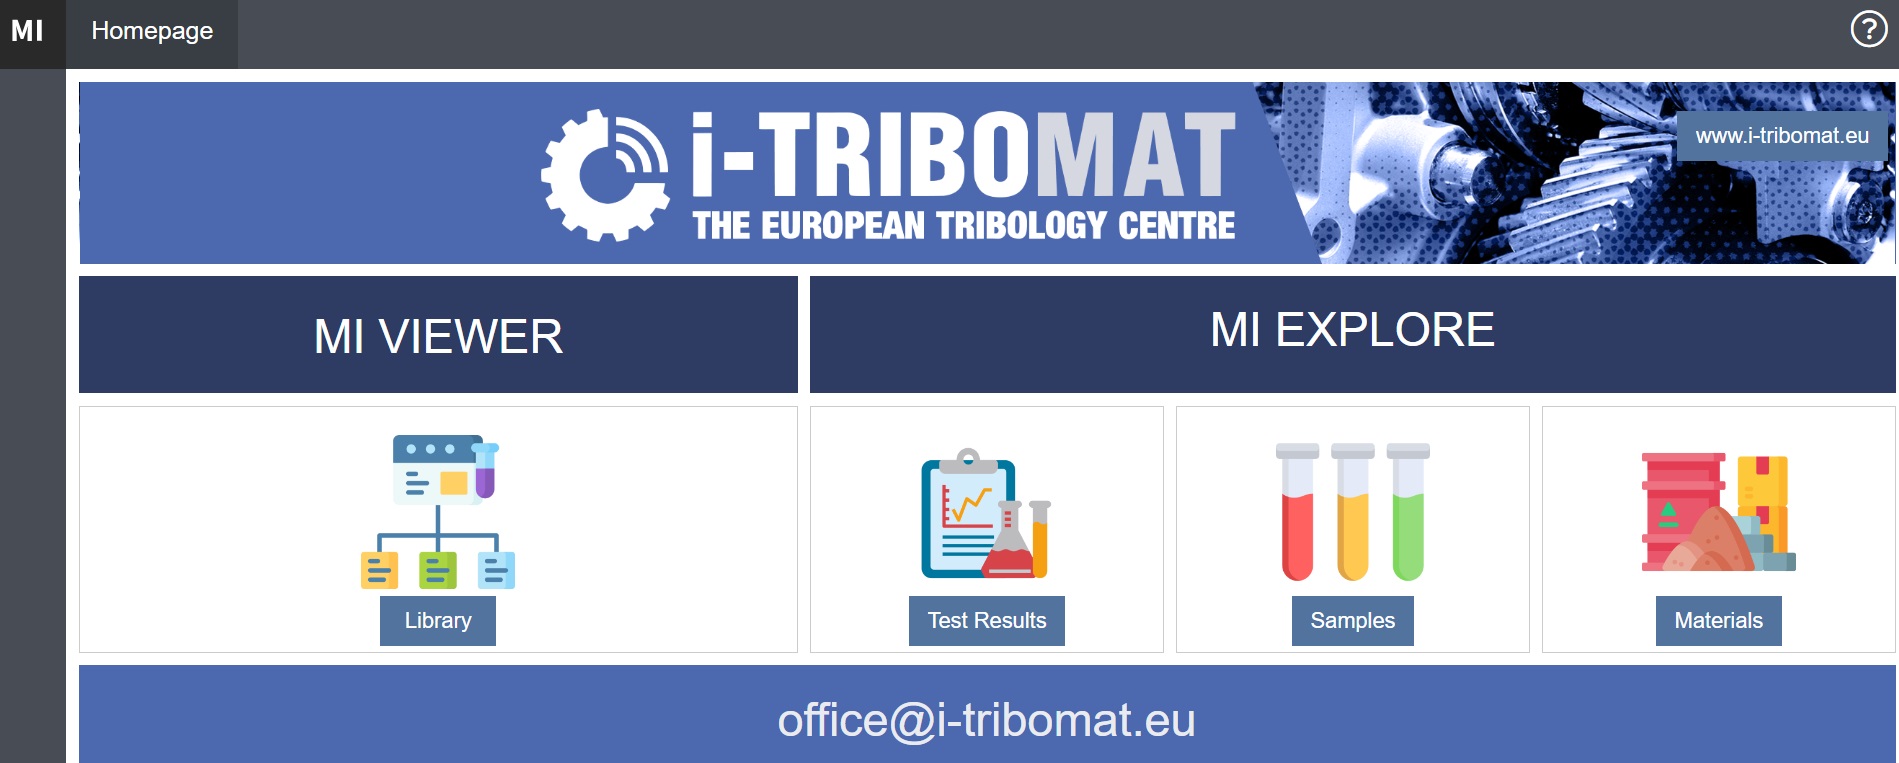 MI
Homepage
?
i-TRIBOMAT
THE EUROPEAN TRIBOLOGY CENTRE
www.i-tribomat.eu
MI VIEWER
MI EXPLORE
Library
Test Results
Samples
Materials
office@i-tribomat.eu